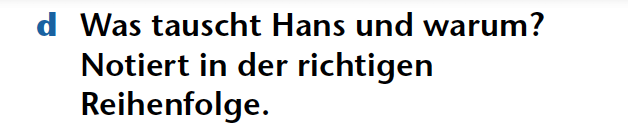 d Was tauscht Hans und warum?
Notiert in der richtigen
Reihenfolge.